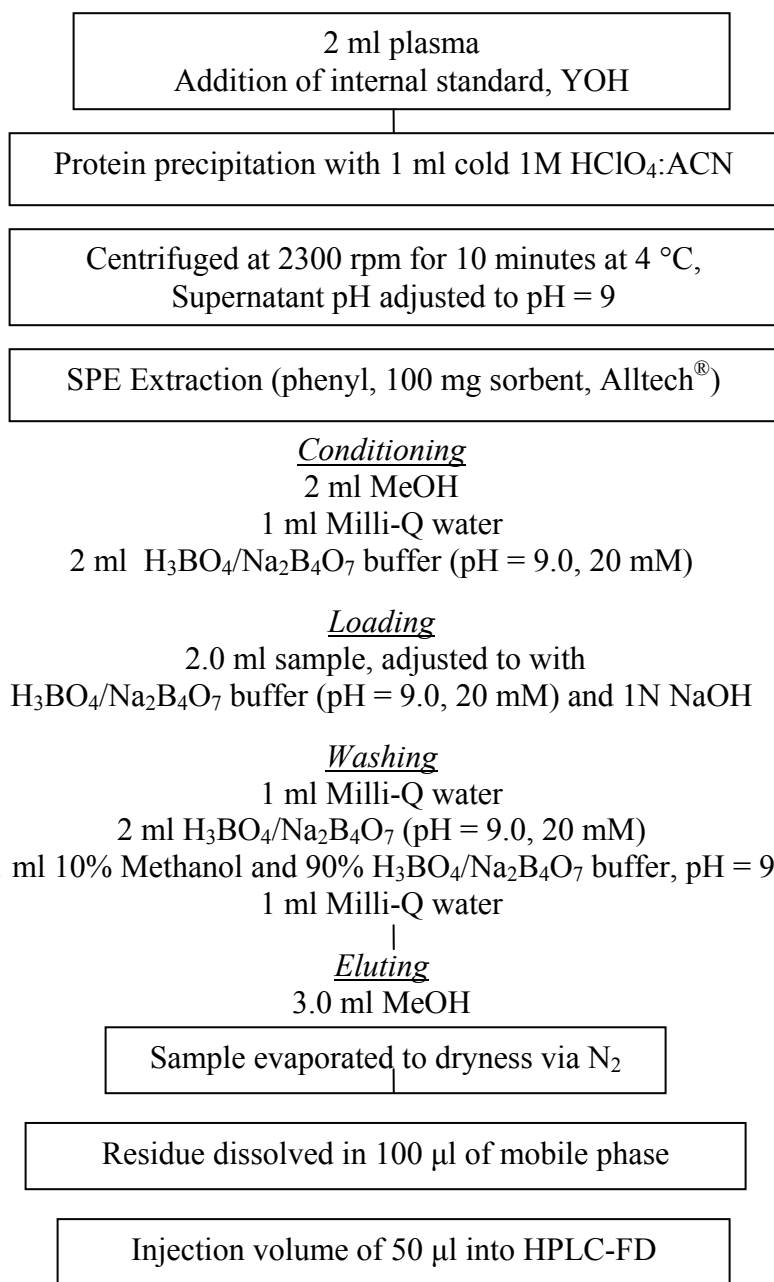 2 ml plasma
Addition of internal standard, YOH
Protein precipitation with 1 ml cold 1M HClO₄:ACN
Centrifuged at 2300 rpm for 10 minutes at 4 °C,
Supernatant pH adjusted to pH = 9
SPE Extraction (phenyl, 100 mg sorbent, Alltech®)
Conditioning
2 ml MeOH
1 ml Milli-Q water
2 ml H₃BO₄/Na₂B₄O₇ buffer (pH = 9.0, 20 mM)
Loading
2.0 ml sample, adjusted to with
H₃BO₄/Na₂B₄O₇ buffer (pH = 9.0, 20 mM) and 1N NaOH
Washing
1 ml Milli-Q water
2 ml H₃BO₄/Na₂B₄O₇ (pH = 9.0, 20 mM)
ml 10% Methanol and 90% H₃BO₄/Na₂B₄O₇ buffer, pH = 9
1 ml Milli-Q water
Eluting
3.0 ml MeOH
Sample evaporated to dryness via N₂
Residue dissolved in 100 μl of mobile phase
Injection volume of 50 μl into HPLC-FD